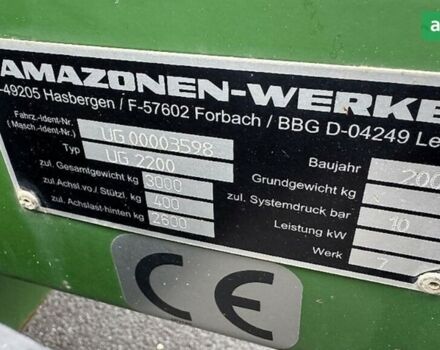 AMAZONEN-WERKE
-49205 Hasbergen / F-57602 Forbach / BBG D-04249 Le
Fahrz.-Ident-Nr.
(Masch.-Ident-Nr.) UG 00003598
Typ UG 2200
zul. Gesamtgewicht kg 3000
zul. Achsl.vo./ Stützl. kg 400
zul. Achslast-hinten kg 2600
Baujahr 200
Grundgewicht kg
zul. Systemdruck bar 10
Leistung kW
Werk 7
CE